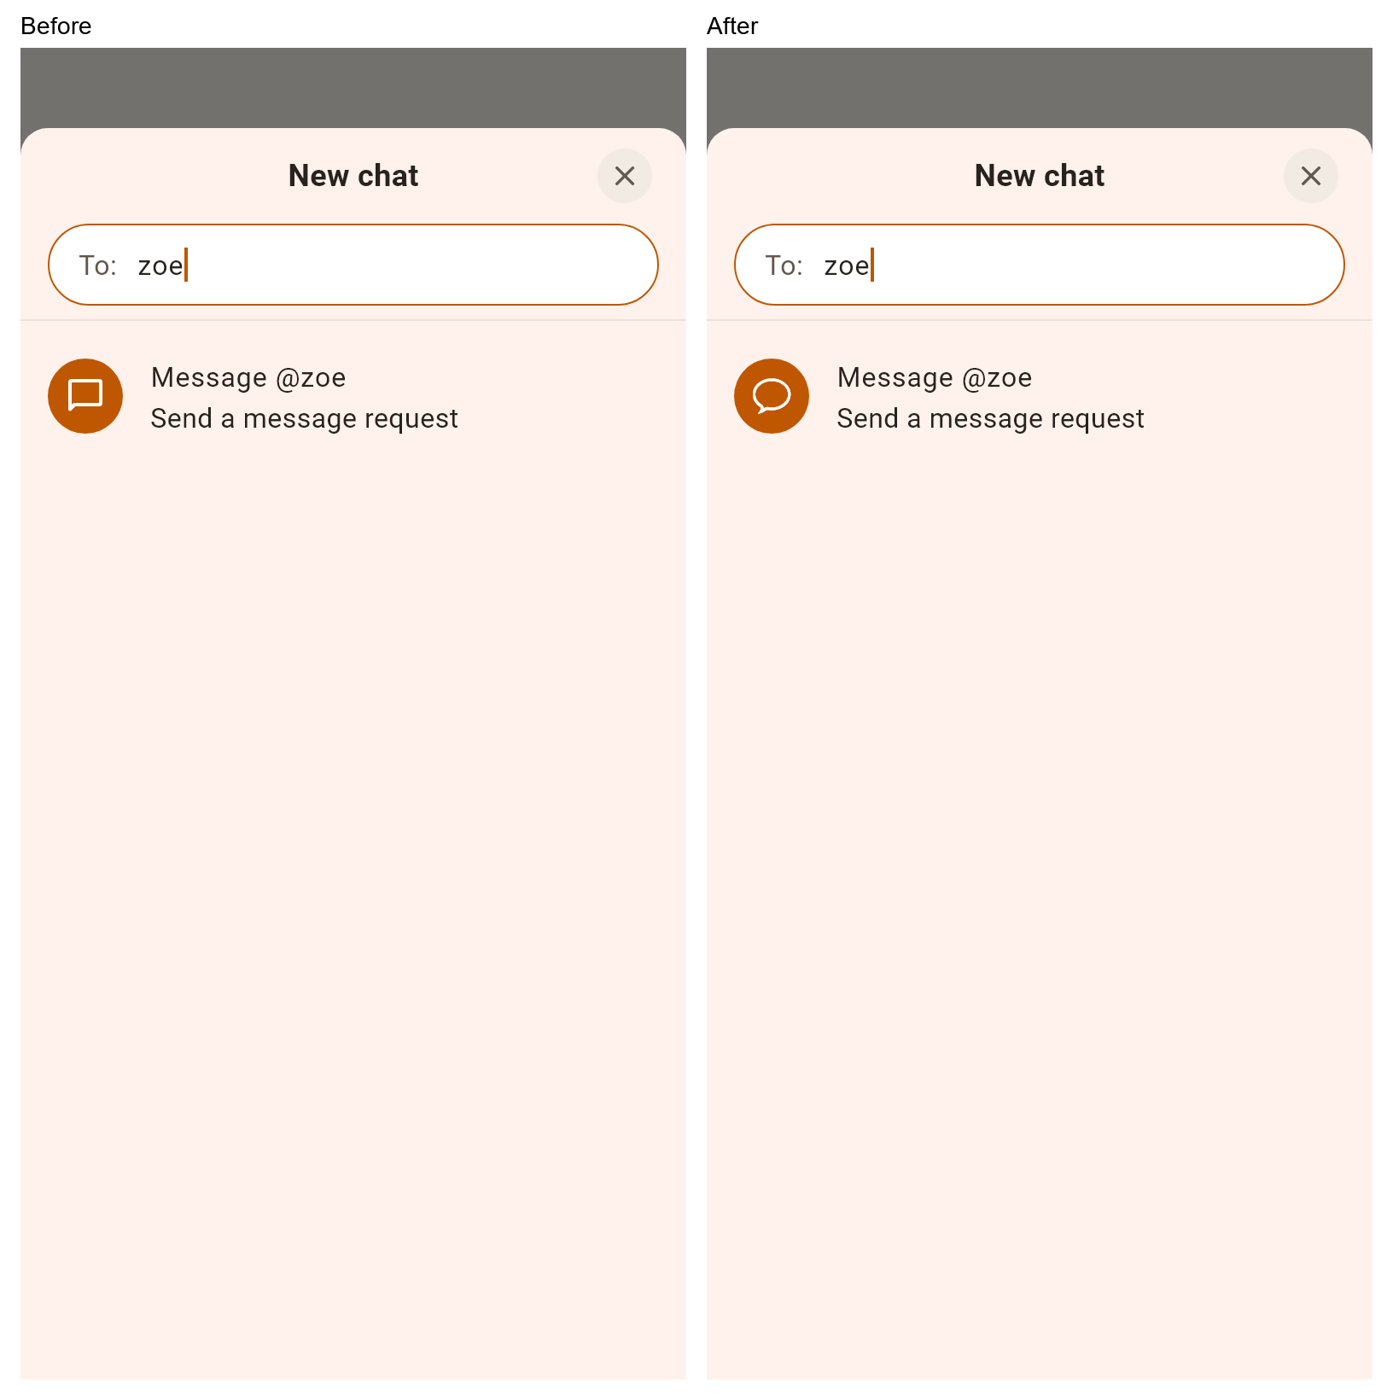 Before
New chat
To: zoe
Message @zoe
Send a message request
After
New chat
To: zoe
Message @zoe
Send a message request